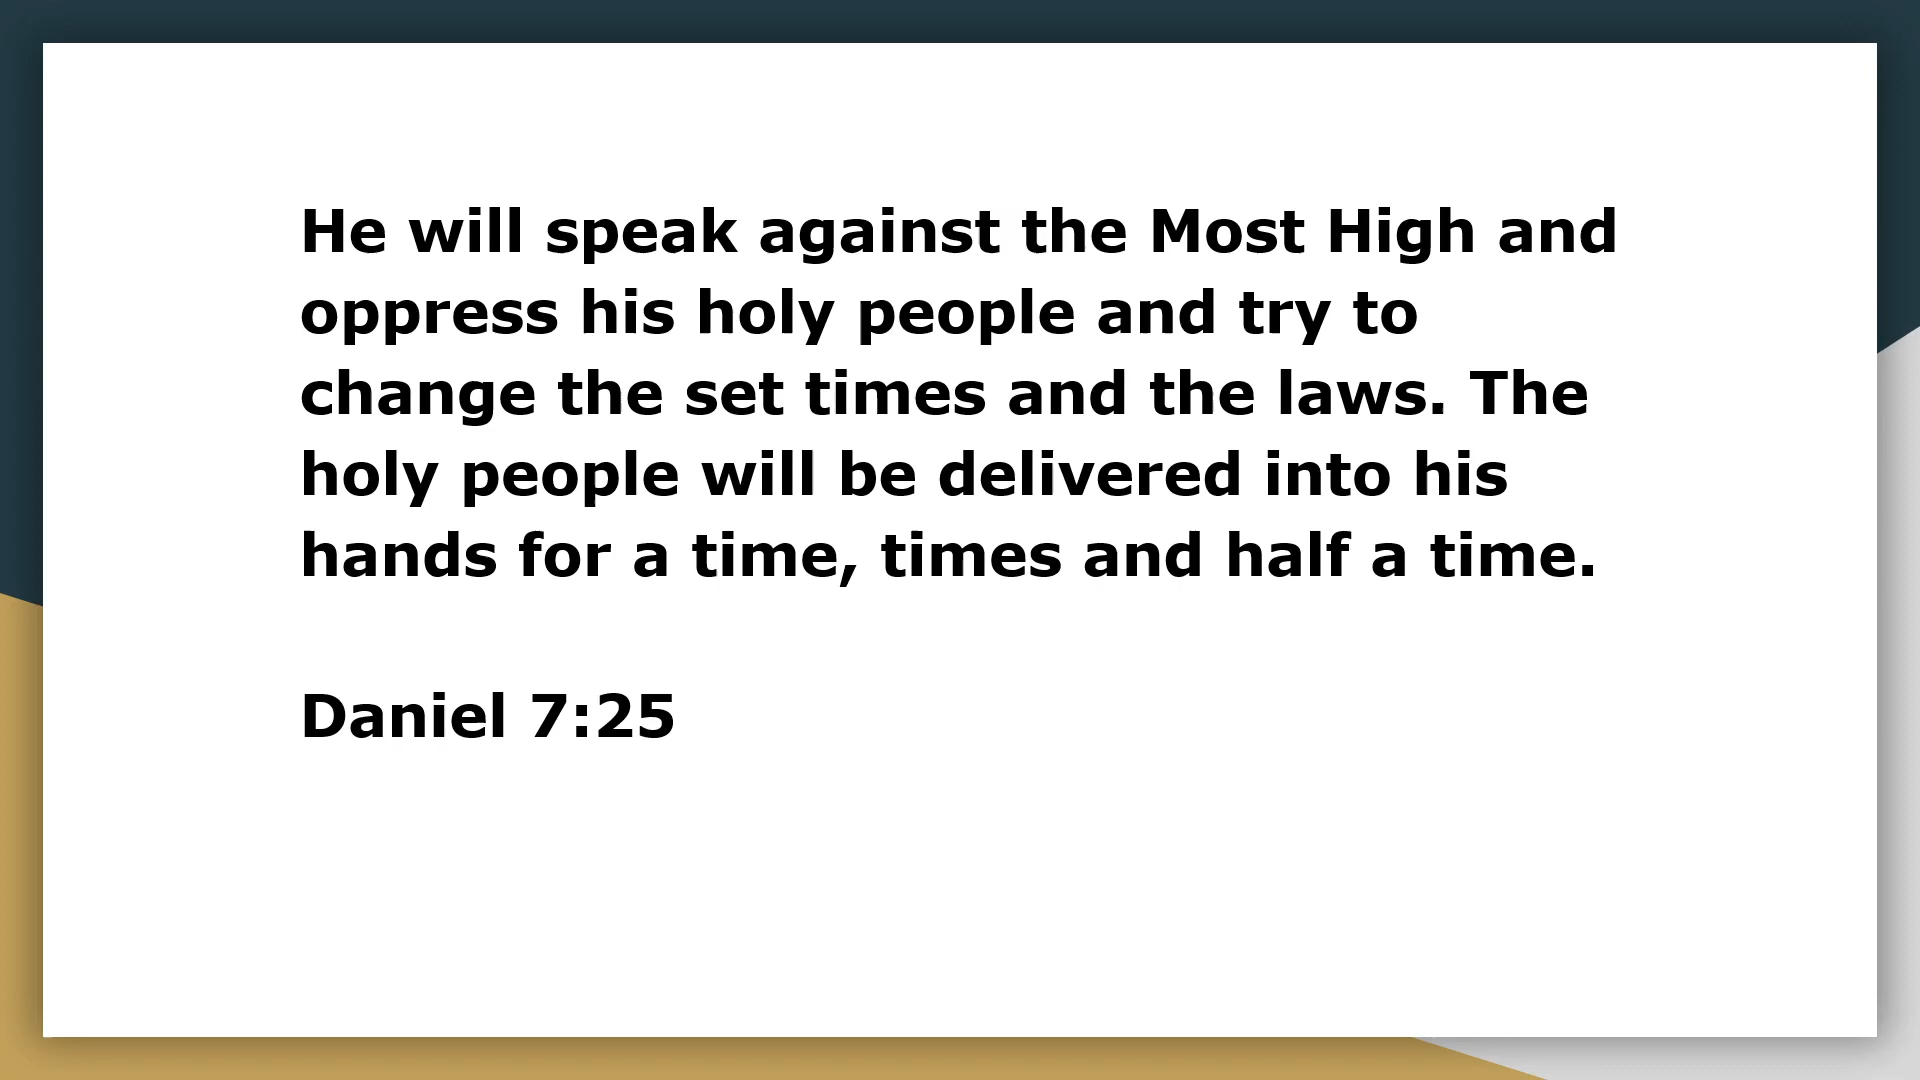 He will speak against the Most High and
oppress his holy people and try to
change the set times and the laws. The
holy people will be delivered into his
hands for a time, times and half a time.
Daniel 7:25